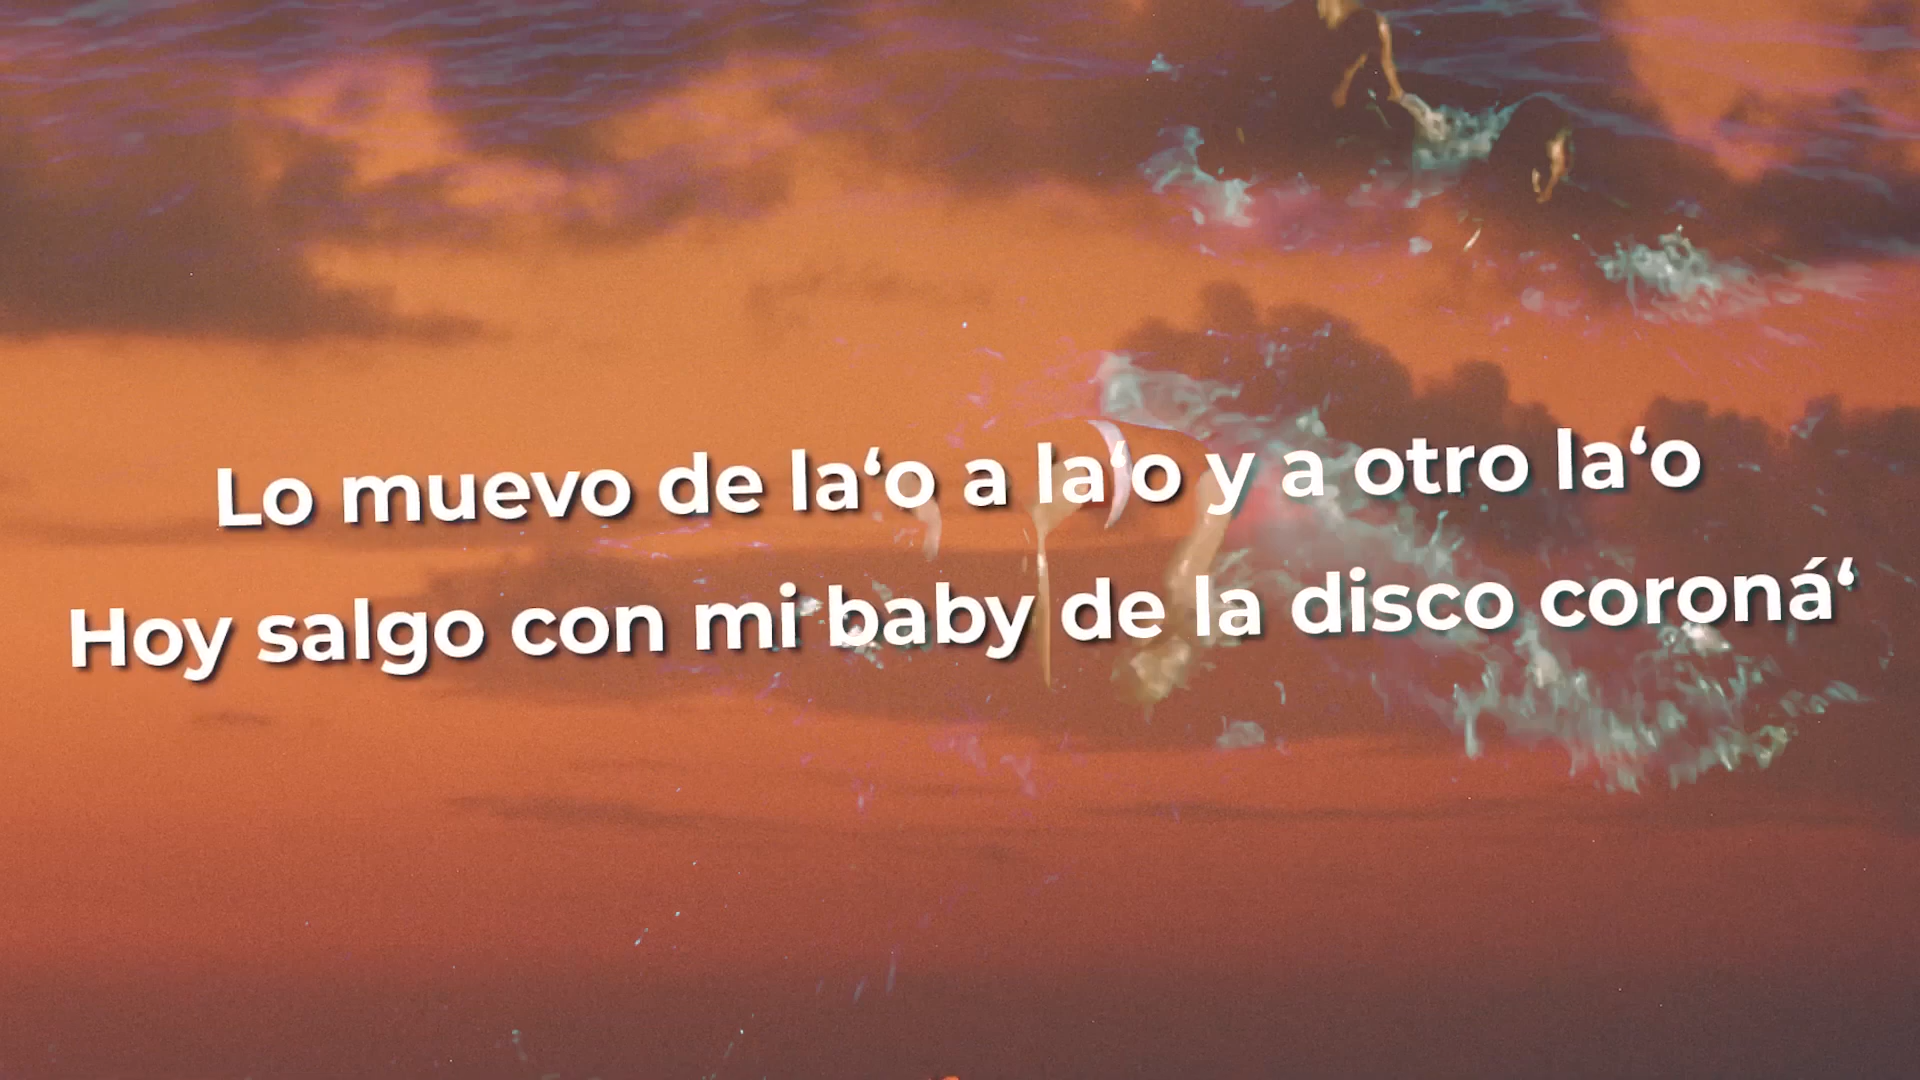 Lo muevo de la‘o a la‘o y a otro la‘o
Hoy salgo con mi baby de la disco coroná‘